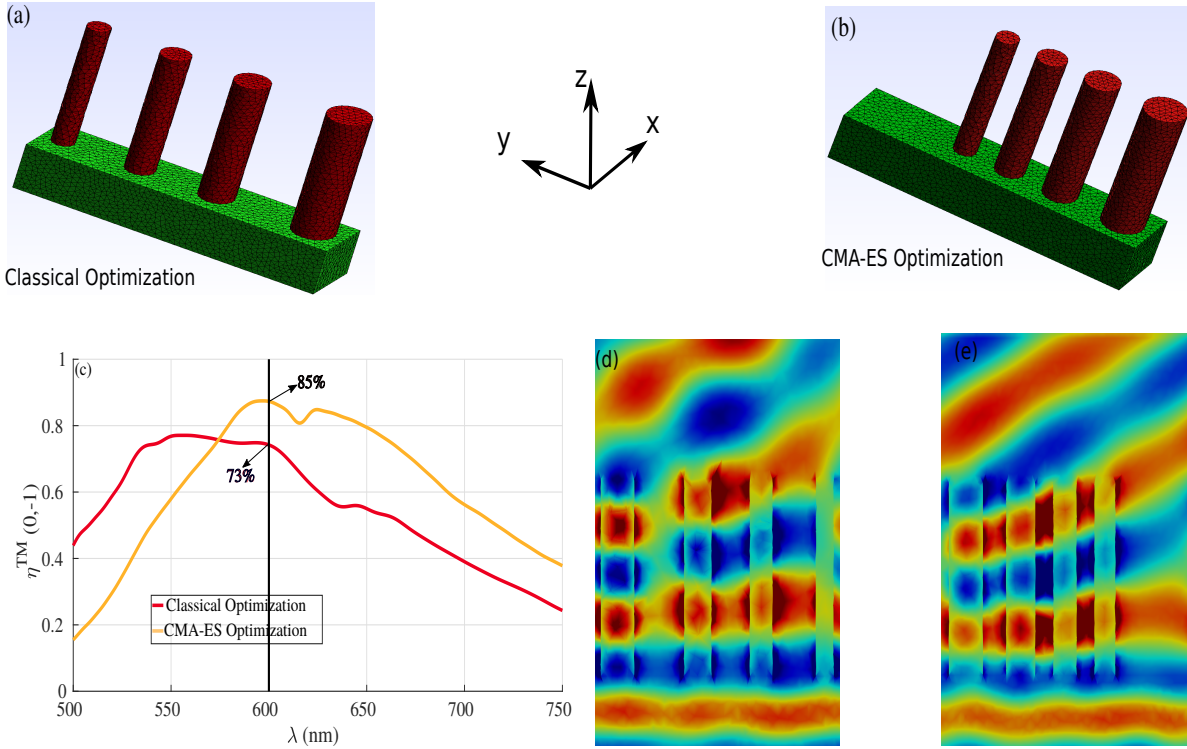 (a)
Classical Optimization
z
y
x
(b)
CMA-ES Optimization
(c)
1
0.8
0.6
0.4
0.2
0
500
550
600
650
700
750
λ (nm)
η^TM (0,-1)
85%
73%
Classical Optimization
CMA-ES Optimization
(d)
(e)